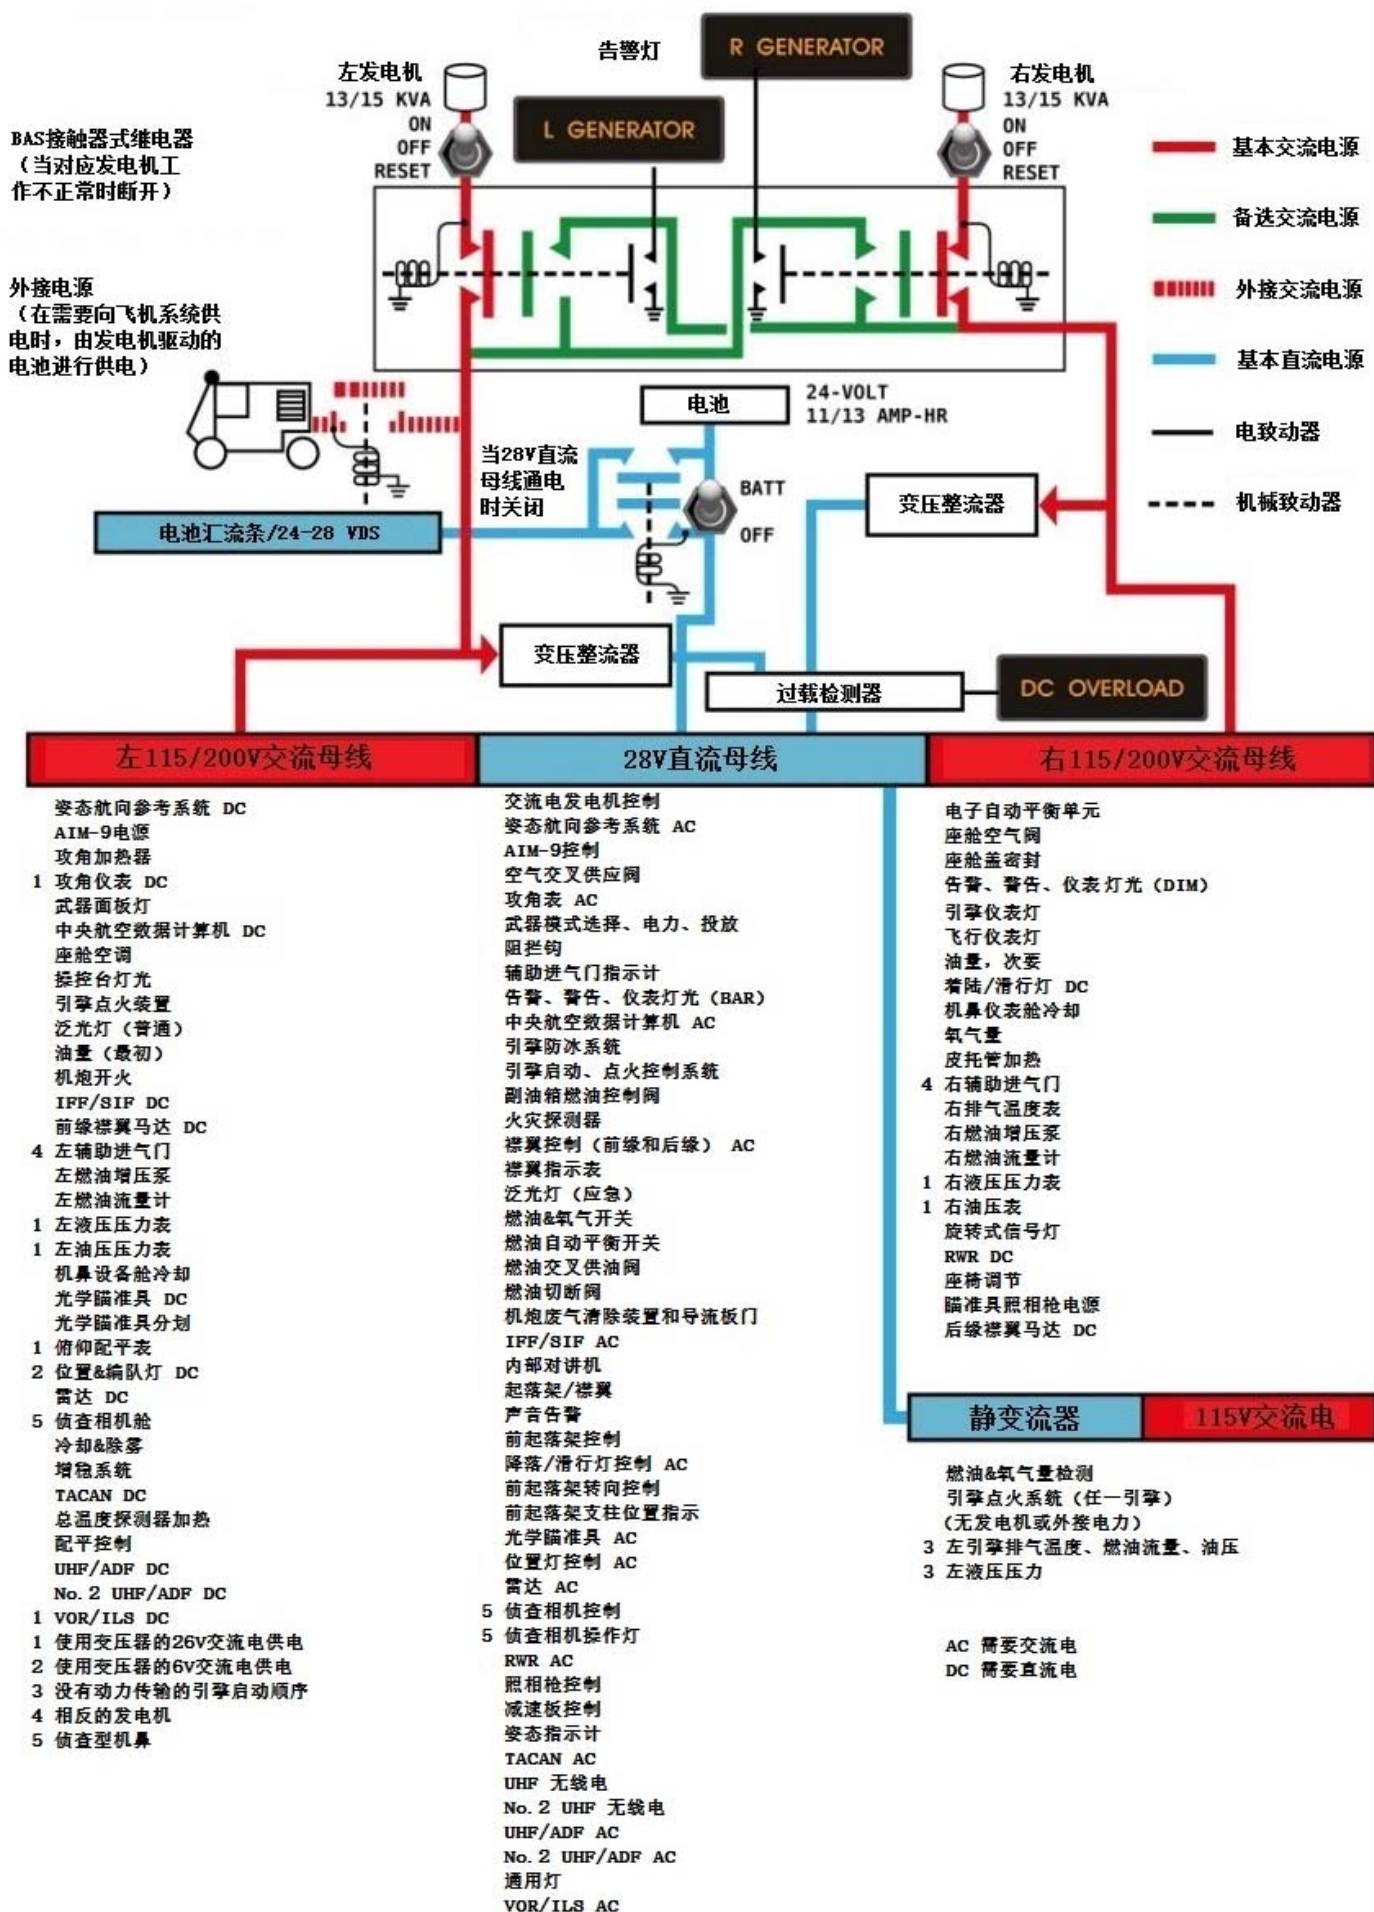 告警灯
R GENERATOR
左发电机
13/15 KVA
ON
OFF
RESET
L GENERATOR
右发电机
13/15 KVA
ON
OFF
RESET
BAS接触器式继电器
（当对应发电机工
作不正常时断开）
外接电源
（在需要向飞机系统供
电时，由发电机驱动的
电池进行供电）
基本交流电源
备选交流电源
外接交流电源
基本直流电源
电致动器
机械致动器
电池
24-VOLT
11/13 AMP-HR
当28V直流
母线通电
时关闭
BATT
OFF
变压整流器
电池汇流条/24-28 VDS
变压整流器
过载检测器
DC OVERLOAD
左115/200V交流母线
28V直流母线
右115/200V交流母线
姿态航向参考系统 DC
AIM-9电源
攻角加热器
1 攻角仪表 DC
武器面板灯
中央航空数据计算机 DC
座舱空调
操控台灯光
引擎点火装置
泛光灯（普通）
油量（最初）
机炮开火
IFF/SIF DC
前缘襟翼马达 DC
4 左辅助进气门
左燃油增压泵
左燃油流量计
1 左液压压力表
1 左油压压力表
机鼻设备舱冷却
光学瞄准具 DC
光学瞄准具分划
1 俯仰配平表
2 位置&编队灯 DC
雷达 DC
5 侦查相机舱
冷却&除雾
增稳系统
TACAN DC
总温度探测器加热
配平控制
UHF/ADF DC
No.2 UHF/ADF DC
1 VOR/ILS DC
1 使用变压器的26V交流电供电
2 使用变压器的6V交流电供电
3 没有动力传输的引擎启动顺序
4 相反的发电机
5 侦查型机鼻
交流电发电机控制
姿态航向参考系统 AC
AIM-9控制
空气交叉供应阀
攻角表 AC
武器模式选择、电力、投放
阻拦钩
辅助进气门指示计
告警、警告、仪表灯光（BAR）
中央航空数据计算机 AC
引擎防冰系统
引擎启动、点火控制系统
副油箱燃油控制阀
火灾探测器
襟翼控制（前缘和后缘） AC
襟翼指示表
泛光灯（应急）
燃油&氧气开关
燃油自动平衡开关
燃油交叉供油阀
燃油切断阀
机炮废气清除装置和导流板门
IFF/SIF AC
内部对讲机
起落架/襟翼
声音告警
前起落架控制
降落/滑行灯控制 AC
前起落架转向控制
前起落架支柱位置指示
光学瞄准具 AC
位置灯控制 AC
雷达 AC
5 侦查相机控制
5 侦查相机操作灯
RWR AC
照相枪控制
减速板控制
姿态指示计
TACAN AC
UHF 无线电
No.2 UHF 无线电
UHF/ADF AC
No.2 UHF/ADF AC
通用灯
VOR/ILS AC
电子自动平衡单元
座舱空气阀
座舱盖密封
告警、警告、仪表灯光（DIM）
引擎仪表灯
飞行仪表灯
油量，次要
着陆/滑行灯 DC
机鼻仪表舱冷却
氧气量
皮托管加热
4 右辅助进气门
右排气温度表
右燃油增压泵
右燃油流量计
1 右液压压力表
1 右油压表
旋转式信号灯
RWR DC
座椅调节
瞄准具照相枪电源
后缘襟翼马达 DC
静变流器
115V交流电
燃油&氧气量检测
引擎点火系统（任一引擎）
（无发电机或外接电力）
3 左引擎排气温度、燃油流量、油压
3 左液压压力
AC 需要交流电
DC 需要直流电